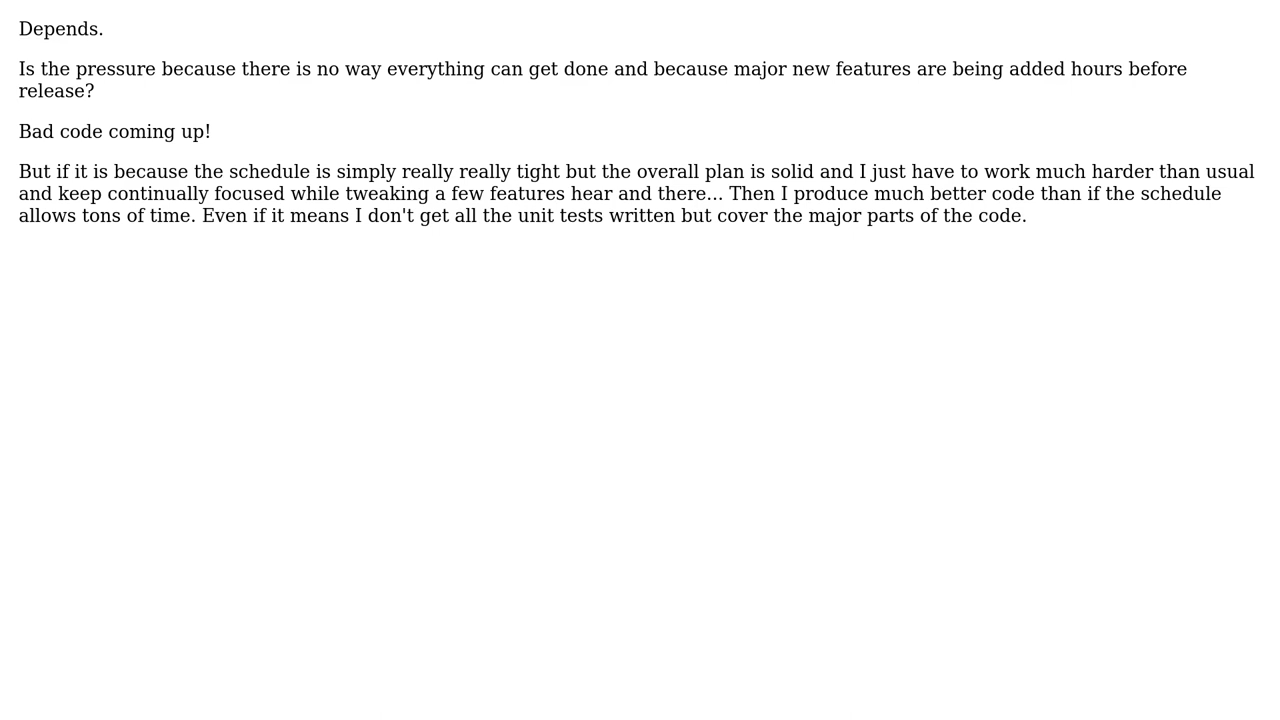 Depends.
Is the pressure because there is no way everything can get done and because major new features are being added hours before
release?
Bad code coming up!
But if it is because the schedule is simply really really tight but the overall plan is solid and I just have to work much harder than usual
and keep continually focused while tweaking a few features hear and there... Then I produce much better code than if the schedule
allows tons of time. Even if it means I don't get all the unit tests written but cover the major parts of the code.